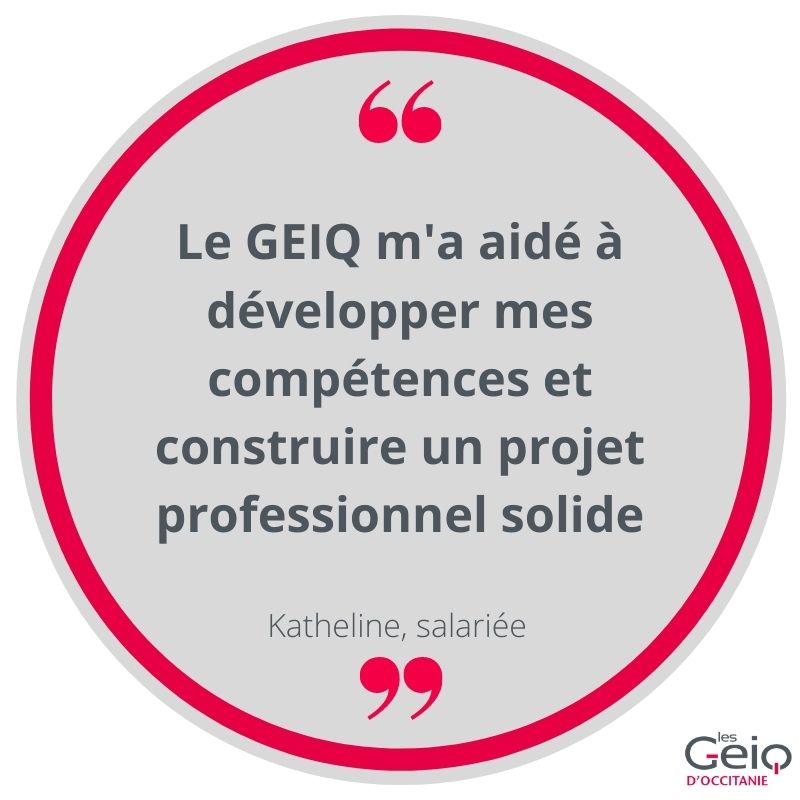 “
Le GEIQ m'a aidé à
développer mes
compétences et
construire un projet
professionnel solide
Katheline, salariée
”
les
GeiQ
D'OCCITANIE